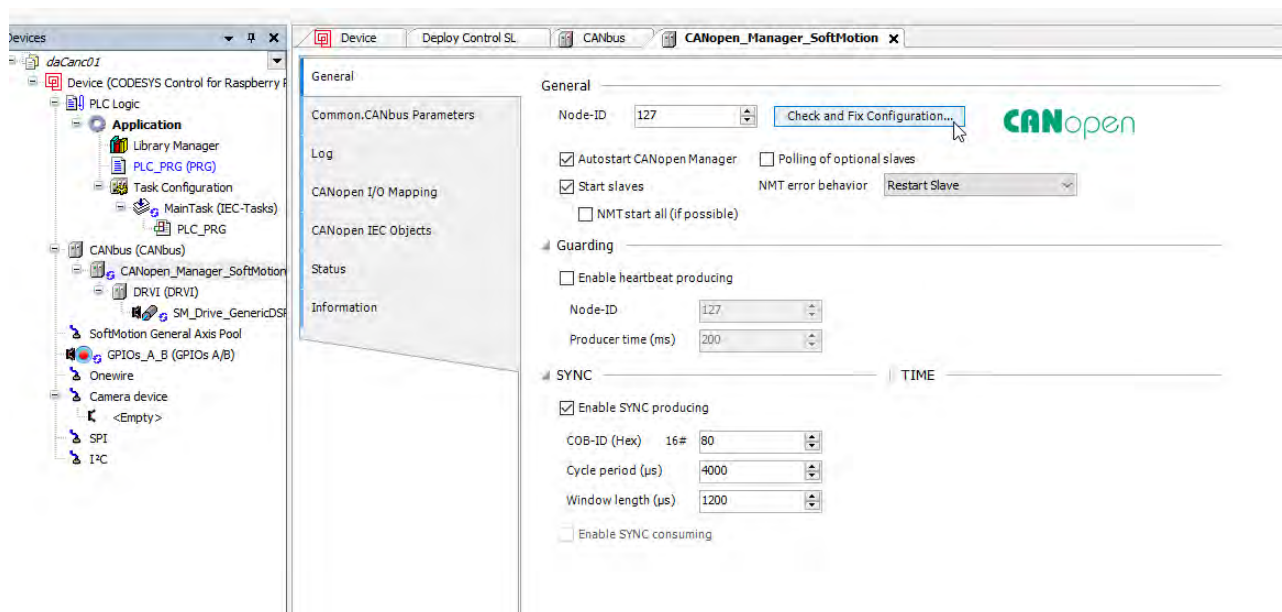 Devices
Device
Deploy Control SL
CANbus
CANopen_Manager_SoftMotion
daCanc01
Device (CODESYS Control for Raspberry
PLC Logic
Application
Library Manager
PLC_PRG (PRG)
Task Configuration
MainTask (IEC-Tasks)
PLC_PRG
CANbus (CANbus)
CANopen_Manager_SoftMotion
DRVI (DRVI)
SM_Drive_GenericDS
SoftMotion General Axis Pool
GPIOs_A_B (GPIOs A/B)
Onewire
Camera device
<Empty>
SPI
I²C
General
Common.CANbus Parameters
Log
CANopen I/O Mapping
CANopen IEC Objects
Status
Information
General
Node-ID 127 Check and Fix Configuration... CANopen
Autostart CANopen Manager Polling of optional slaves
Start slaves NMT error behavior Restart Slave
NMT start all (if possible)
Guarding
Enable heartbeat producing
Node-ID 127
Producer time (ms) 200
SYNC TIME
Enable SYNC producing
COB-ID (Hex) 16# 80
Cycle period (µs) 4000
Window length (µs) 1200
Enable SYNC consuming